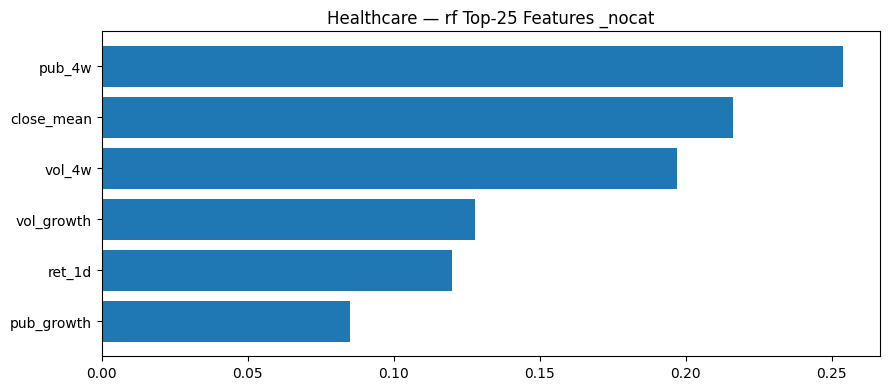 Healthcare — rf Top-25 Features _nocat
pub_4w
close_mean
vol_4w
vol_growth
ret_1d
pub_growth
0.00 0.05 0.10 0.15 0.20 0.25